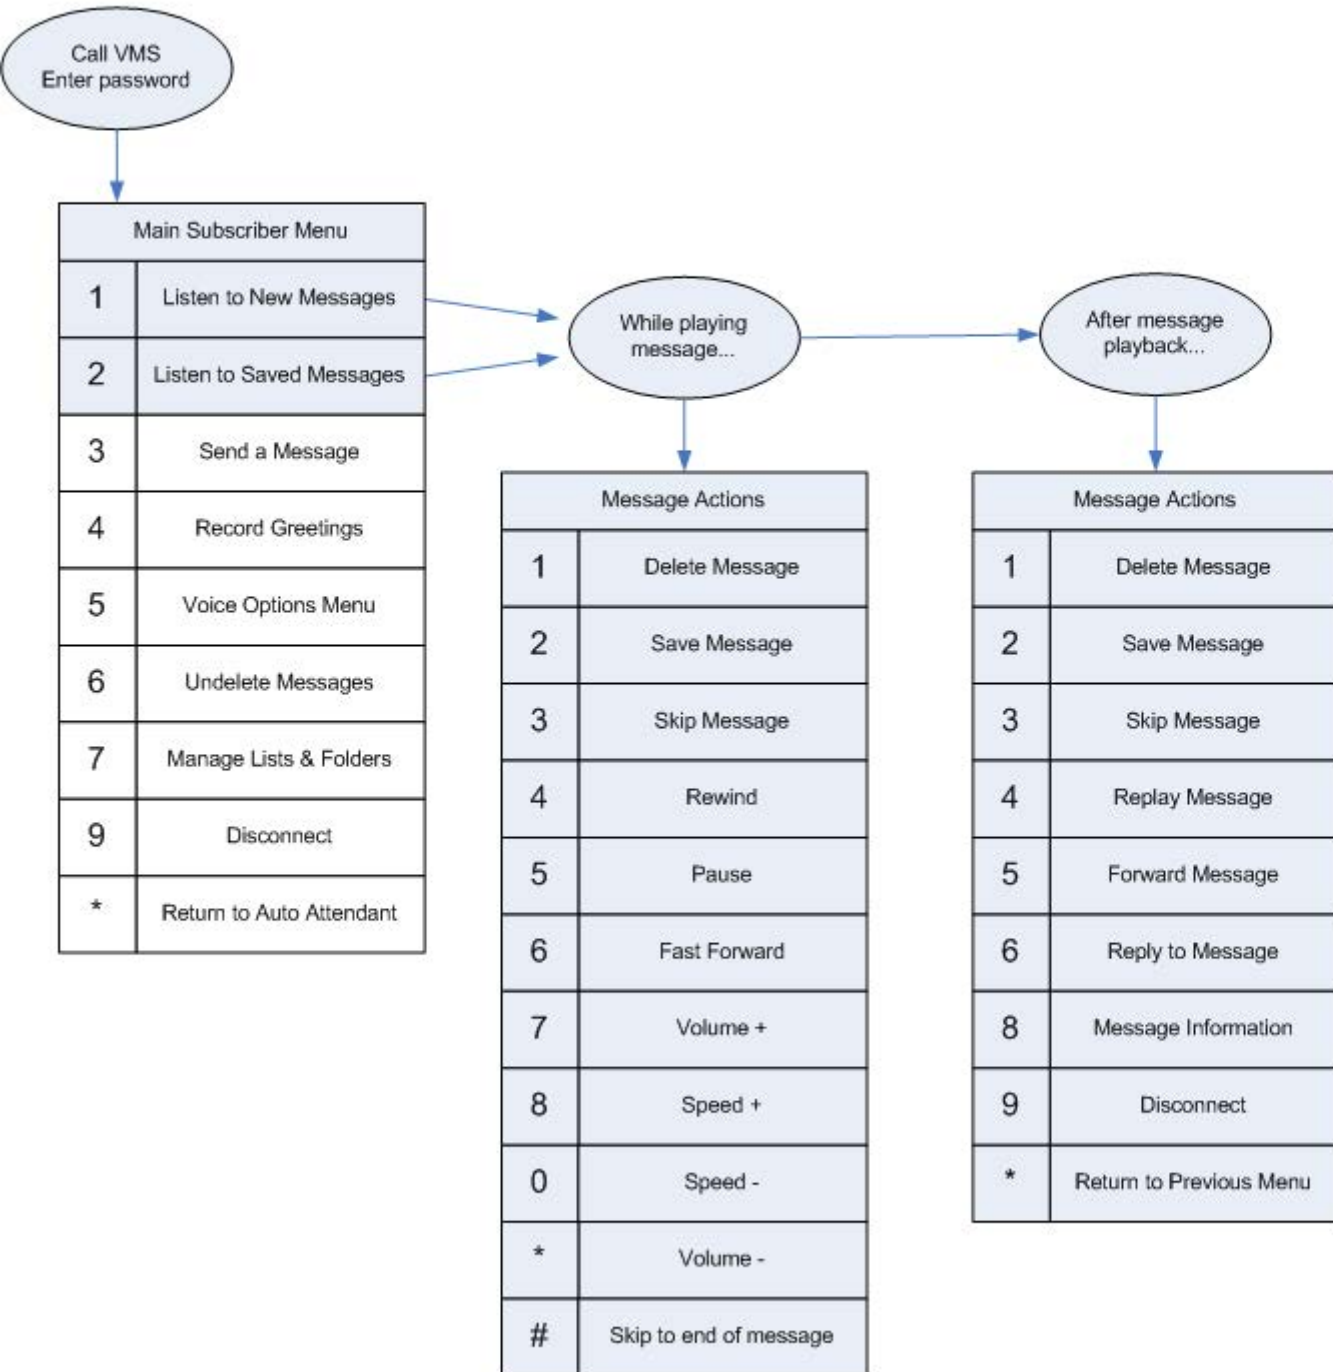 Call VMS
Enter password
Main Subscriber Menu
1 Listen to New Messages
2 Listen to Saved Messages
3 Send a Message
4 Record Greetings
5 Voice Options Menu
6 Undelete Messages
7 Manage Lists & Folders
9 Disconnect
* Return to Auto Attendant
While playing
message...
Message Actions
1 Delete Message
2 Save Message
3 Skip Message
4 Rewind
5 Pause
6 Fast Forward
7 Volume +
8 Speed +
0 Speed -
* Volume -
# Skip to end of message
After message
playback...
Message Actions
1 Delete Message
2 Save Message
3 Skip Message
4 Replay Message
5 Forward Message
6 Reply to Message
8 Message Information
9 Disconnect
* Return to Previous Menu